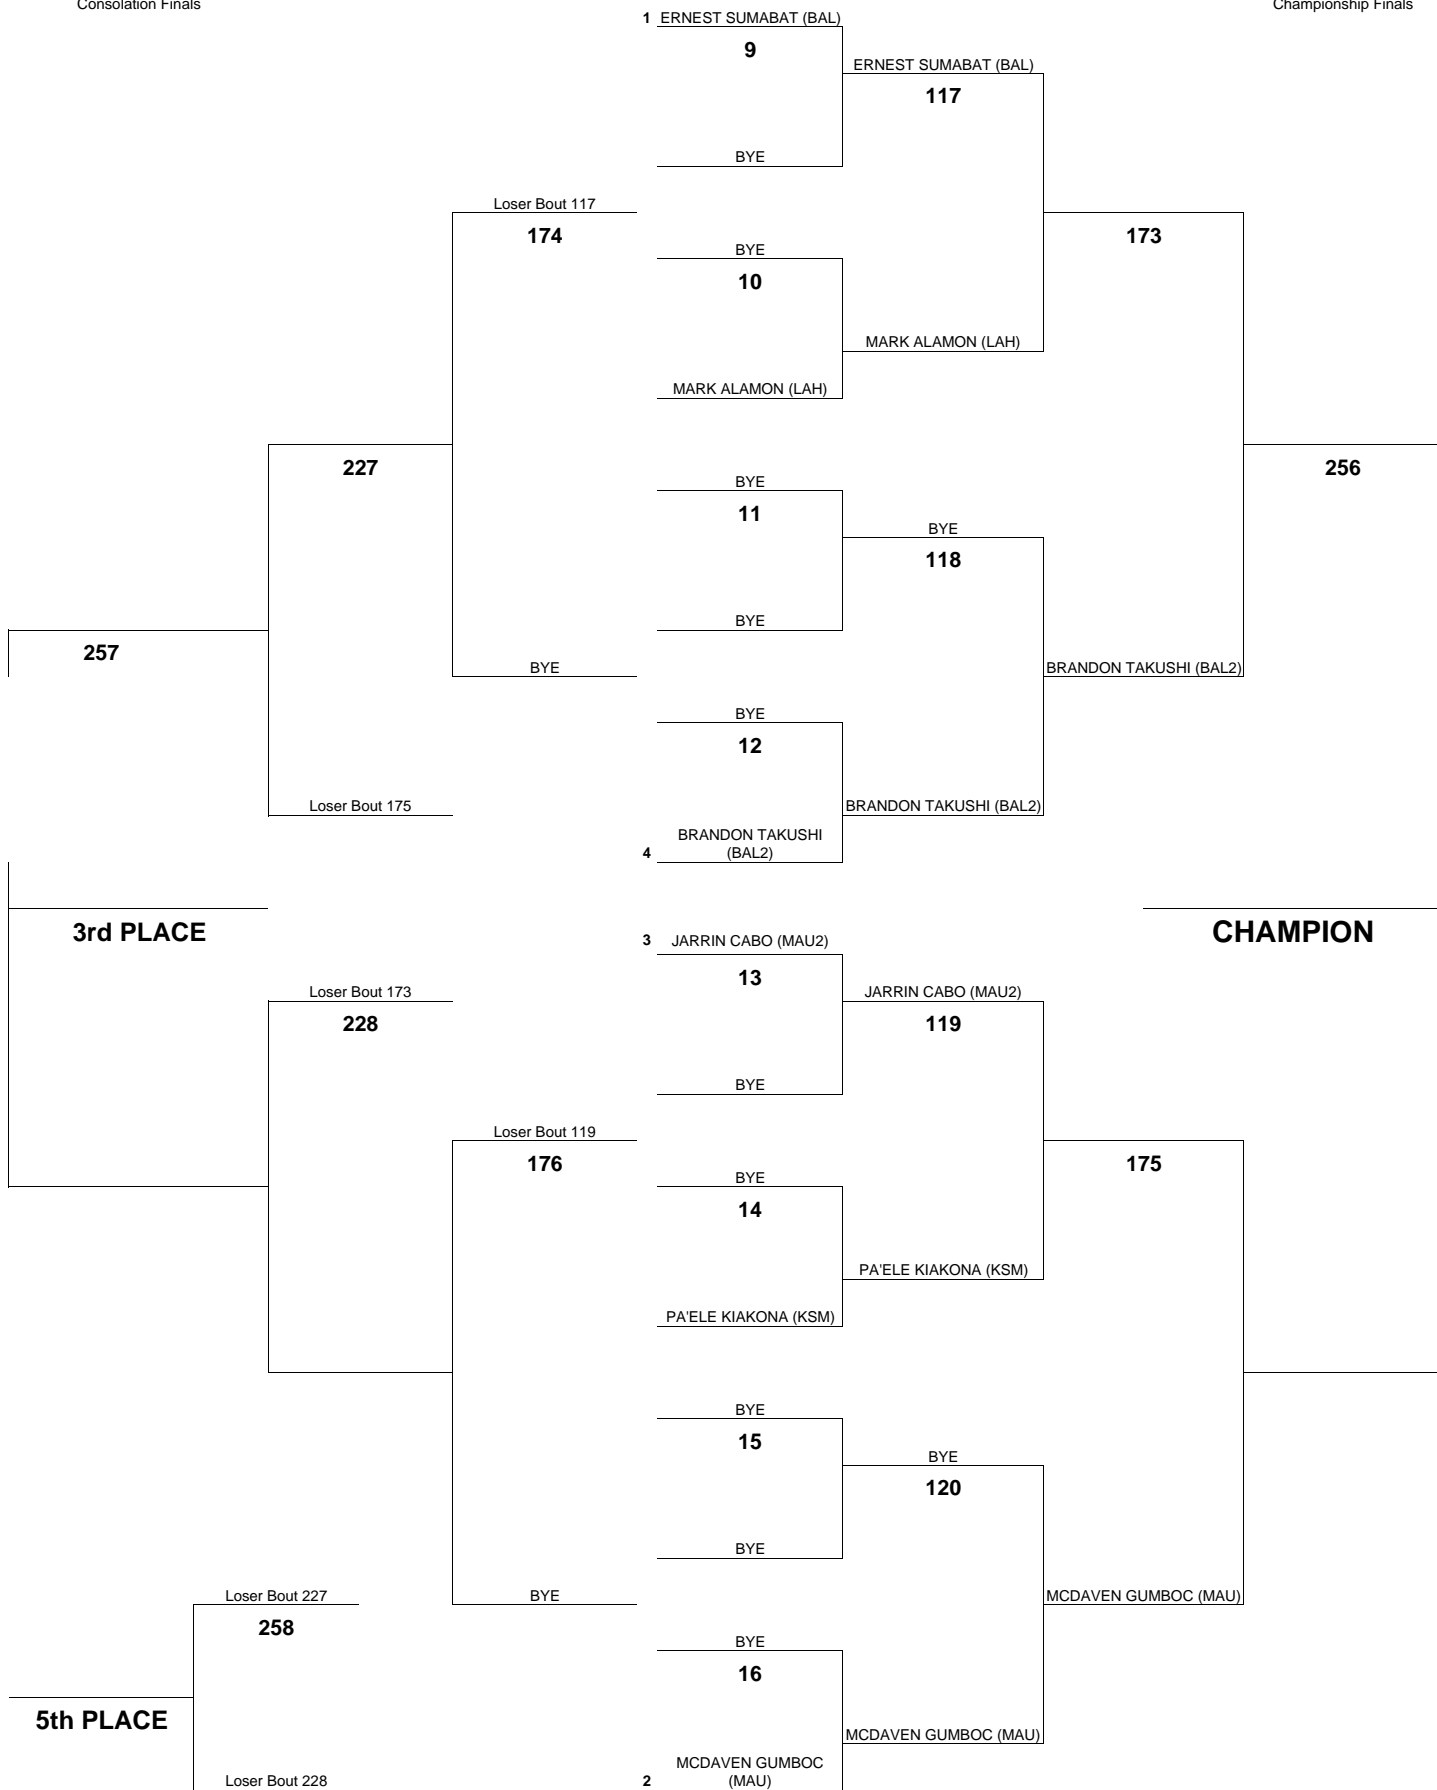 Consolation Finals
Championship Finals
1 ERNEST SUMABAT (BAL)
9
ERNEST SUMABAT (BAL)
117
BYE
Loser Bout 117
174
173
BYE
10
MARK ALAMON (LAH)
MARK ALAMON (LAH)
227
256
BYE
11
BYE
118
BYE
257
BYE
BRANDON TAKUSHI (BAL2)
BYE
12
Loser Bout 175
BRANDON TAKUSHI (BAL2)
BRANDON TAKUSHI
4 (BAL2)
3rd PLACE
CHAMPION
3 JARRIN CABO (MAU2)
13
Loser Bout 173
JARRIN CABO (MAU2)
228
119
BYE
Loser Bout 119
176
175
BYE
14
PA'ELE KIAKONA (KSM)
PA'ELE KIAKONA (KSM)
BYE
15
BYE
120
BYE
Loser Bout 227
BYE
MCDAVEN GUMBOC (MAU)
258
BYE
16
5th PLACE
MCDAVEN GUMBOC (MAU)
MCDAVEN GUMBOC
Loser Bout 228
2 (MAU)